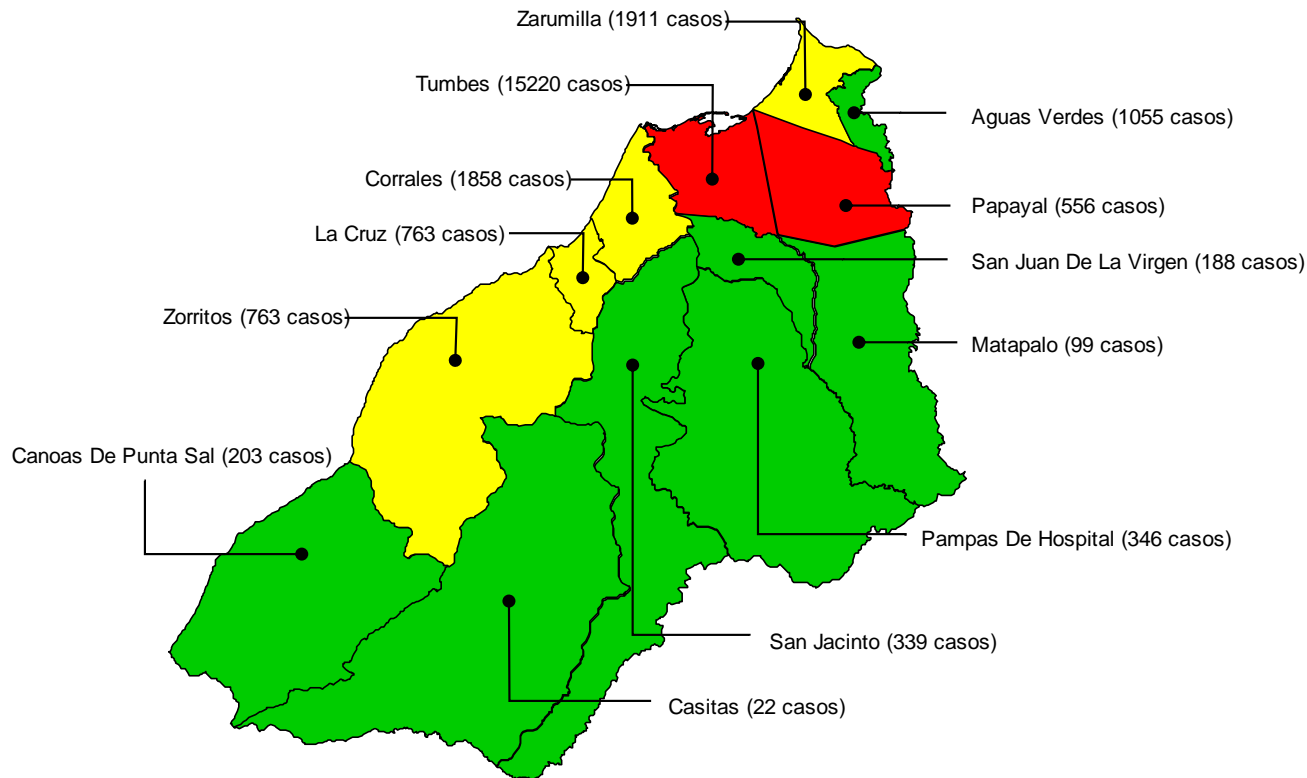 Zarumilla (1911 casos)
Tumbes (15220 casos)
Aguas Verdes (1055 casos)
Corrales (1858 casos)
Papayal (556 casos)
La Cruz (763 casos)
San Juan De La Virgen (188 casos)
Zorritos (763 casos)
Matapalo (99 casos)
Canoas De Punta Sal (203 casos)
Pampas De Hospital (346 casos)
San Jacinto (339 casos)
Casitas (22 casos)